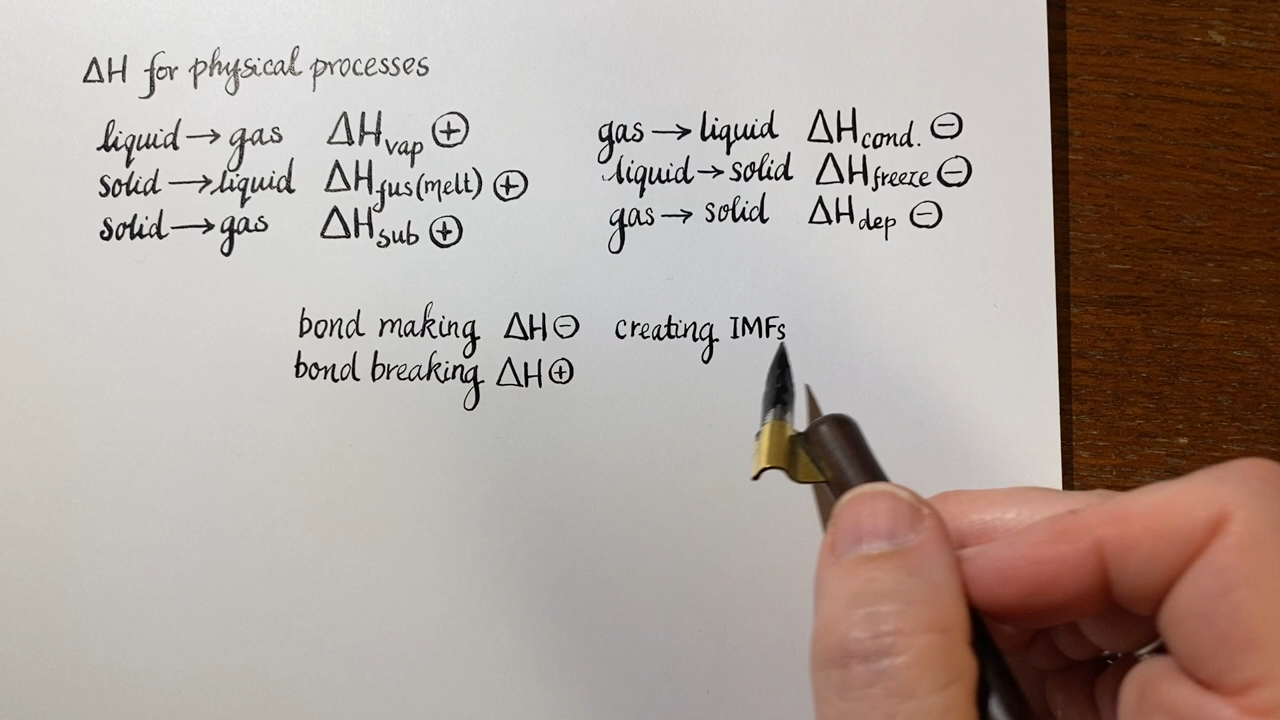 ΔH for physical processes
liquid → gas ΔHvap ⊕
solid → liquid ΔHfus(melt) ⊕
solid → gas ΔHsub ⊕
gas → liquid ΔHcond. ⊖
liquid → solid ΔHfreeze ⊖
gas → solid ΔHdep ⊖
bond making ΔH ⊖ creating IMFs
bond breaking ΔH ⊕